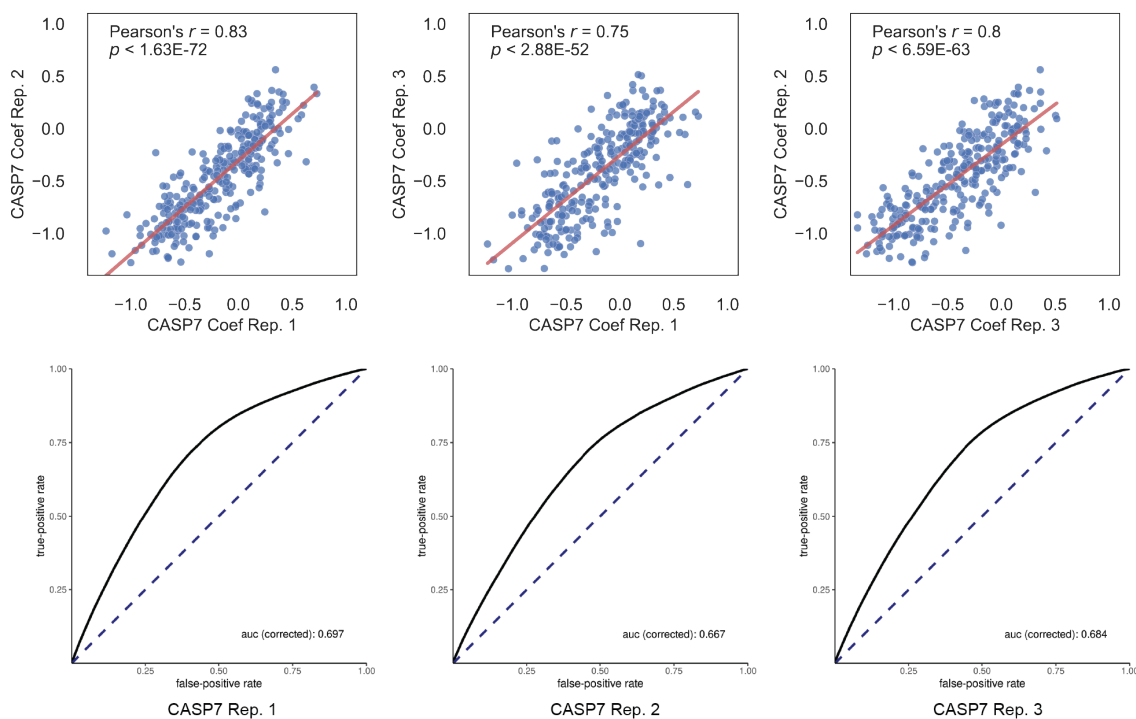 Pearson's r = 0.83
p < 1.63E-72
1.0
0.5
0.0
−0.5
−1.0
CASP7 Coef Rep. 2
−1.0 −0.5 0.0 0.5 1.0
CASP7 Coef Rep. 1
Pearson's r = 0.75
p < 2.88E-52
1.0
0.5
0.0
−0.5
−1.0
CASP7 Coef Rep. 3
−1.0 −0.5 0.0 0.5 1.0
CASP7 Coef Rep. 1
Pearson's r = 0.8
p < 6.59E-63
1.0
0.5
0.0
−0.5
−1.0
CASP7 Coef Rep. 2
−1.0 −0.5 0.0 0.5 1.0
CASP7 Coef Rep. 3
1.00
0.75
0.50
0.25
true-positive rate
auc (corrected): 0.697
0.25 0.50 0.75 1.00
false-positive rate
CASP7 Rep. 1
1.00
0.75
0.50
0.25
true-positive rate
auc (corrected): 0.667
0.25 0.50 0.75 1.00
false-positive rate
CASP7 Rep. 2
1.00
0.75
0.50
0.25
true-positive rate
auc (corrected): 0.684
0.25 0.50 0.75 1.00
false-positive rate
CASP7 Rep. 3